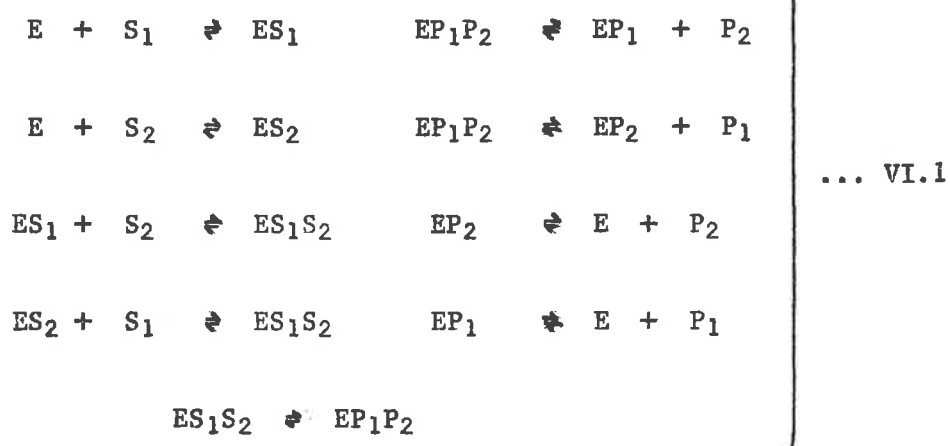 E + S₁ ⇌ ES₁ EP₁P₂ ⇌ EP₁ + P₂
E + S₂ ⇌ ES₂ EP₁P₂ ⇌ EP₂ + P₁
... VI.1
ES₁ + S₂ ⇌ ES₁S₂ EP₂ ⇌ E + P₂
ES₂ + S₁ ⇌ ES₁S₂ EP₁ ⇌ E + P₁
ES₁S₂ ⇌ EP₁P₂